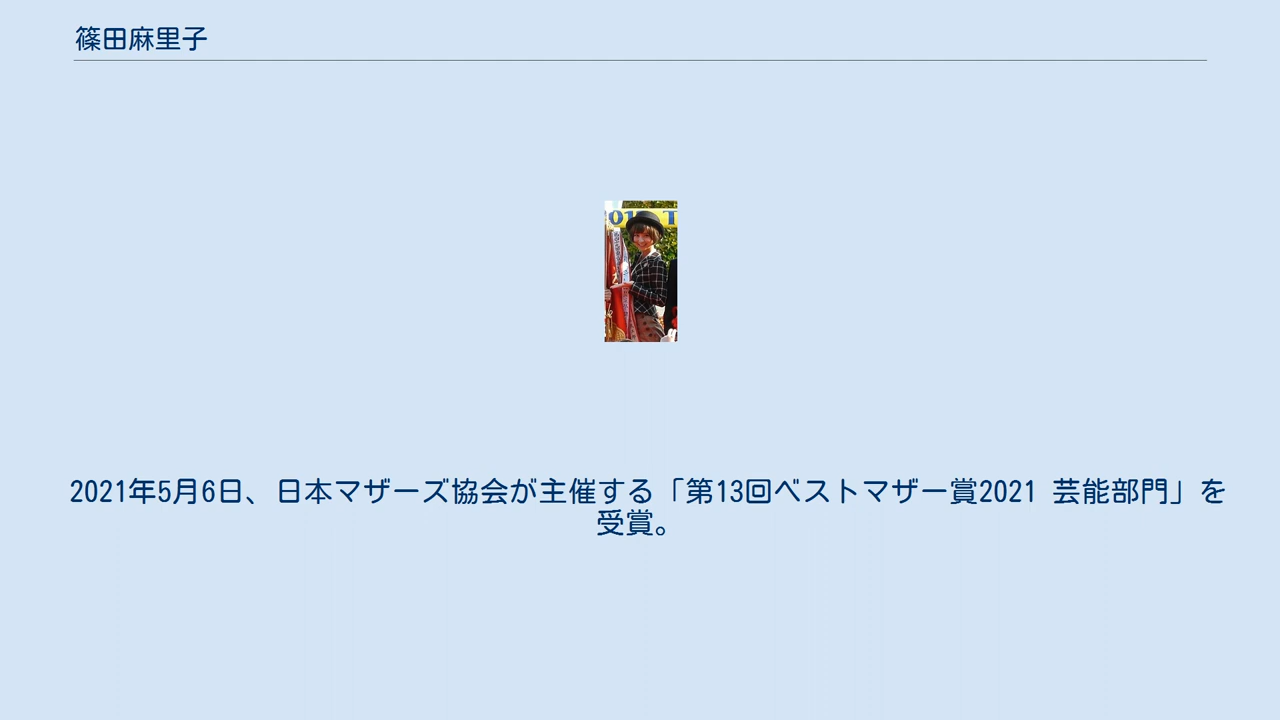 篠田麻里子
2021年5月6日、日本マザーズ協会が主催する「第13回ベストマザー賞2021 芸能部門」を
受賞。